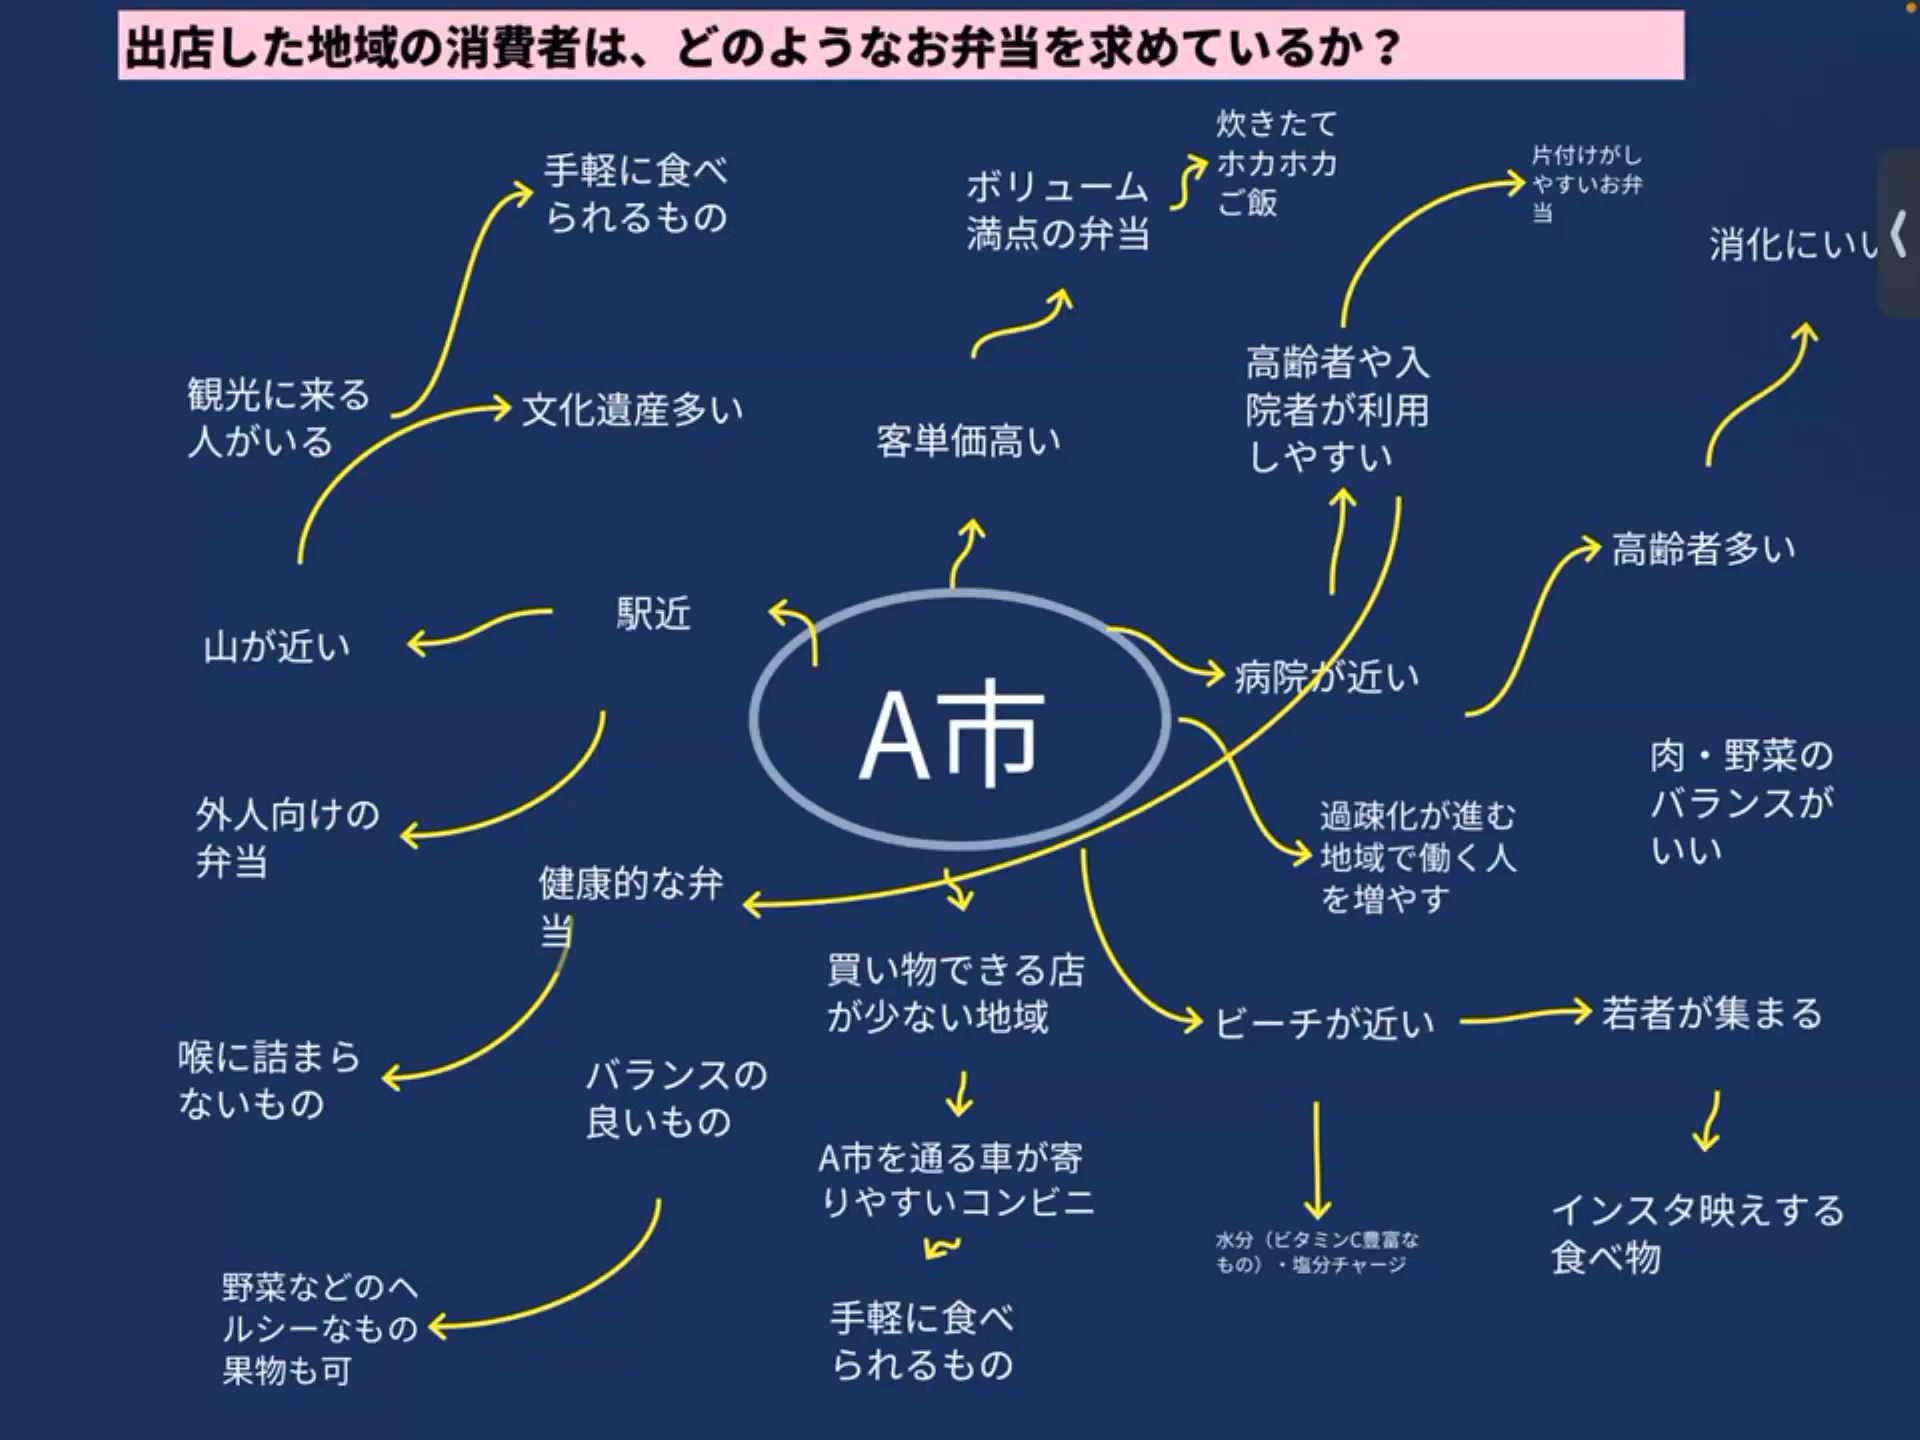 出店した地域の消費者は、どのようなお弁当を求めているか？
手軽に食べ
られるもの
ボリューム
満点の弁当
炊きたて
ホカホカ
ご飯
片付けがし
やすいお弁
当
消化にいい
観光に来る
人がいる
文化遺産多い
客単価高い
高齢者や入
院者が利用
しやすい
高齢者多い
駅近
山が近い
A市
病院が近い
外人向けの
弁当
肉・野菜の
バランスが
いい
過疎化が進む
地域で働く人
を増やす
健康的な弁
当
買い物できる店
が少ない地域
ビーチが近い
若者が集まる
喉に詰まら
ないもの
バランスの
良いもの
A市を通る車が寄
りやすいコンビニ
水分（ビタミンC豊富な
もの）・塩分チャージ
インスタ映えする
食べ物
野菜などのヘ
ルシーなもの
果物も可
手軽に食べ
られるもの